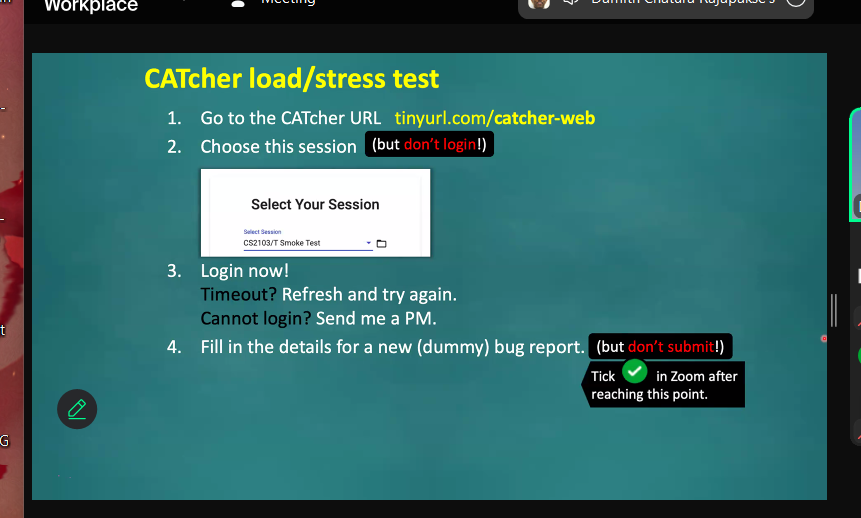 Workplace
Meeting
Damith Chatura Rajapakse's
CATcher load/stress test
1. Go to the CATcher URL tinyurl.com/catcher-web
2. Choose this session (but don't login!)
Select Your Session
Select Session
CS2103/T Smoke Test
3. Login now!
Timeout? Refresh and try again.
Cannot login? Send me a PM.
4. Fill in the details for a new (dummy) bug report. (but don't submit!)
Tick in Zoom after
reaching this point.
t
G